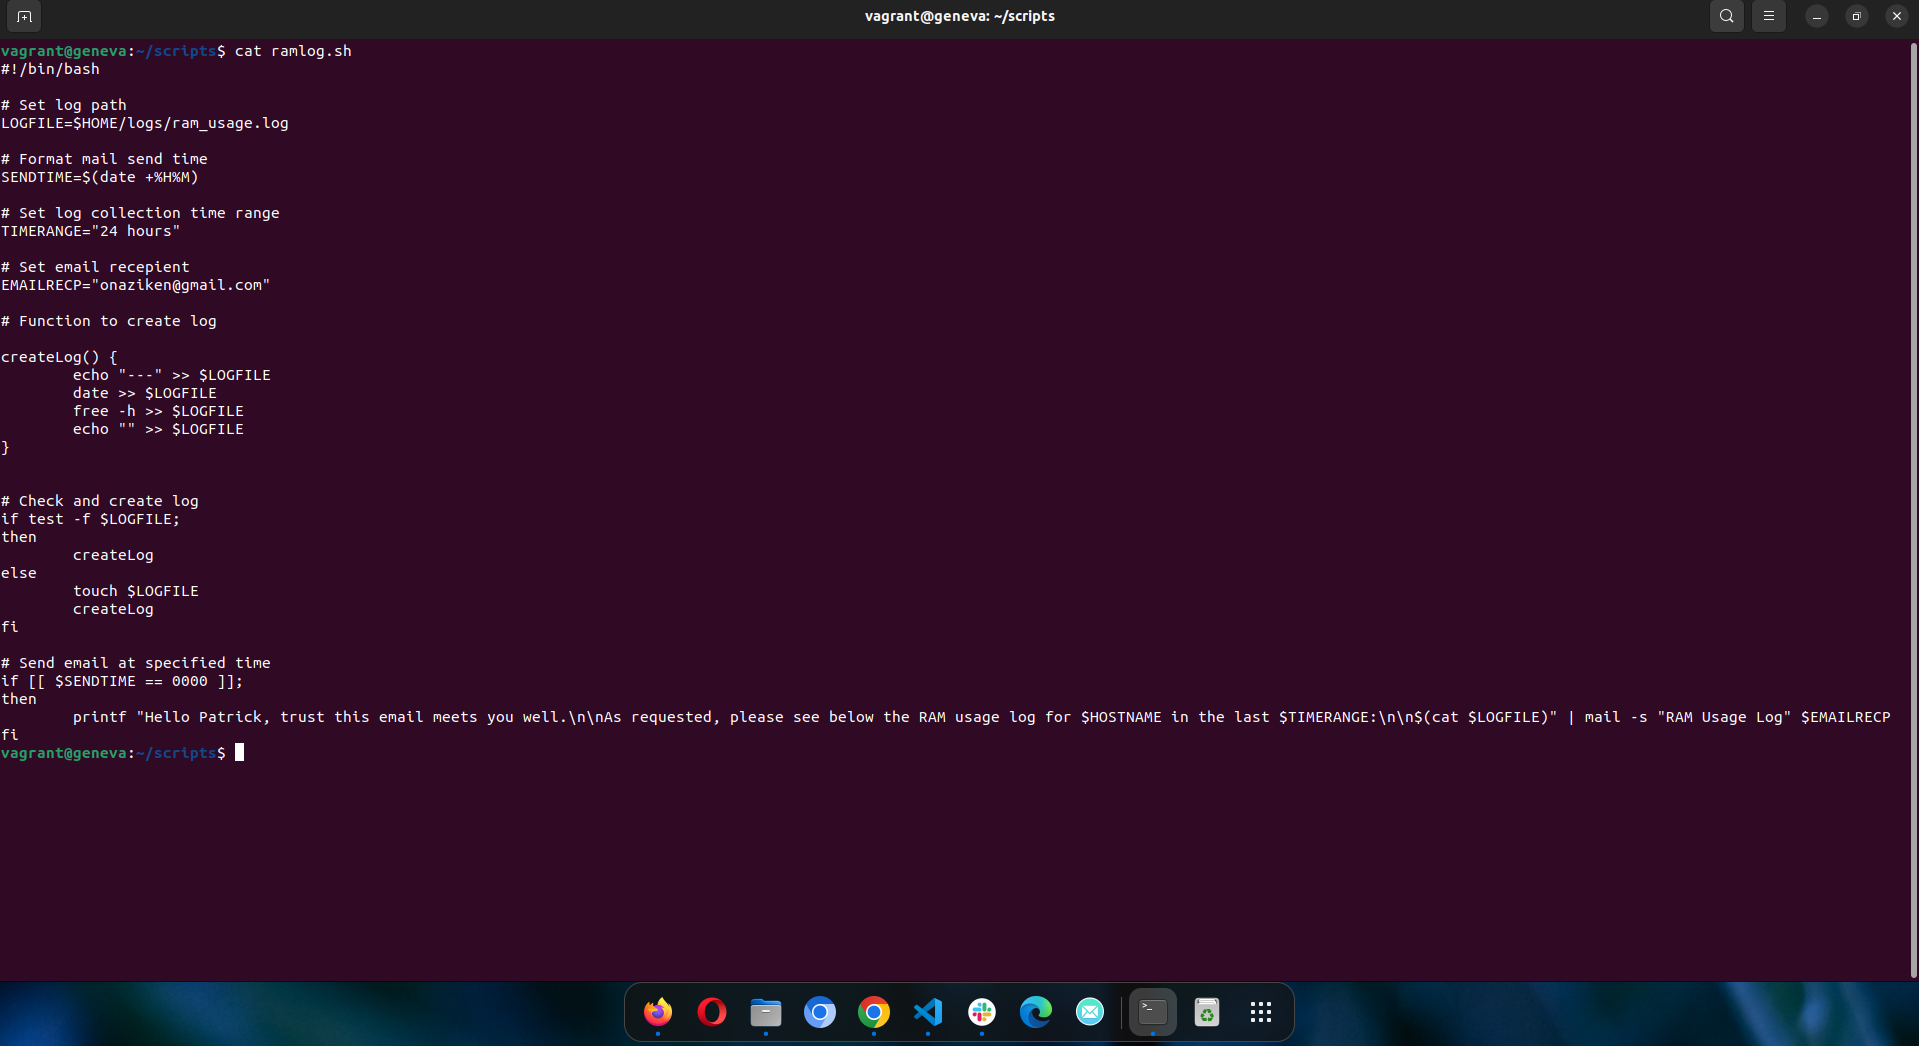 vagrant@geneva: ~/scripts
vagrant@geneva:~/scripts$ cat ramlog.sh
#!/bin/bash

# Set log path
LOGFILE=$HOME/logs/ram_usage.log

# Format mail send time
SENDTIME=$(date +%H%M)

# Set log collection time range
TIMERANGE="24 hours"

# Set email recepient
EMAILRECP="onaziken@gmail.com"

# Function to create log

createLog() {
        echo "---" >> $LOGFILE
        date >> $LOGFILE
        free -h >> $LOGFILE
        echo "" >> $LOGFILE
}


# Check and create log
if test -f $LOGFILE;
then
        createLog
else
        touch $LOGFILE
        createLog
fi

# Send email at specified time
if [[ $SENDTIME == 0000 ]];
then
        printf "Hello Patrick, trust this email meets you well.\n\nAs requested, please see below the RAM usage log for $HOSTNAME in the last $TIMERANGE:\n\n$(cat $LOGFILE)" | mail -s "RAM Usage Log" $EMAILRECP
fi
vagrant@geneva:~/scripts$